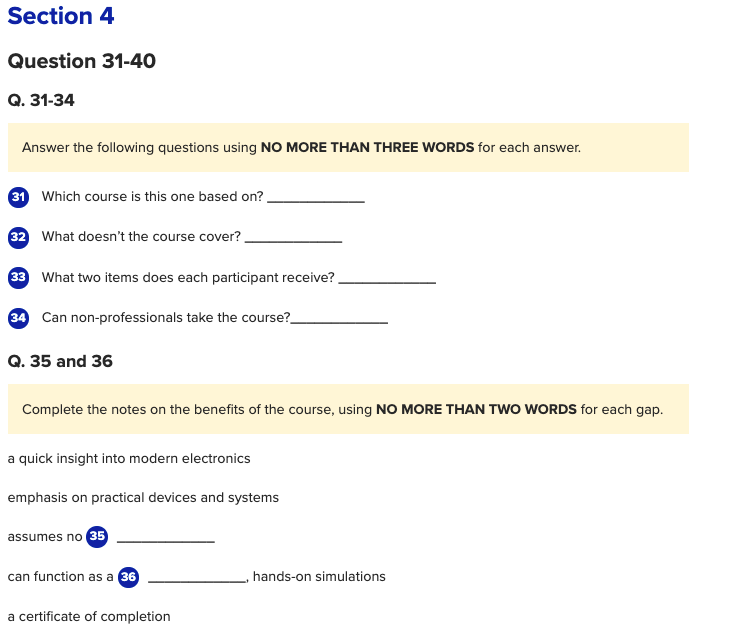 Section 4
Question 31-40
Q. 31-34
Answer the following questions using NO MORE THAN THREE WORDS for each answer.
31 Which course is this one based on? ____________
32 What doesn't the course cover? ____________
33 What two items does each participant receive? ____________
34 Can non-professionals take the course?____________
Q. 35 and 36
Complete the notes on the benefits of the course, using NO MORE THAN TWO WORDS for each gap.
a quick insight into modern electronics
emphasis on practical devices and systems
assumes no 35 ____________
can function as a 36 ____________, hands-on simulations
a certificate of completion